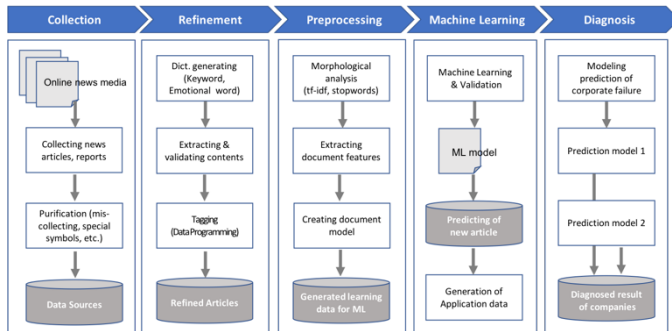 Collection
Refinement
Preprocessing
Machine Learning
Diagnosis
Online news media
Collecting news
articles, reports
Purification (mis-
collecting, special
symbols, etc.)
Data Sources
Dict. generating
(Keyword,
Emotional word)
Extracting &
validating contents
Tagging
(Data Programming)
Refined Articles
Morphological
analysis
(tf-idf, stopwords)
Extracting
document features
Creating document
model
Generated learning
data for ML
Machine Learning
& Validation
ML model
Predicting of
new article
Generation of
Application data
Modeling
prediction of
corporate failure
Prediction model 1
Prediction model 2
Diagnosed result
of companies